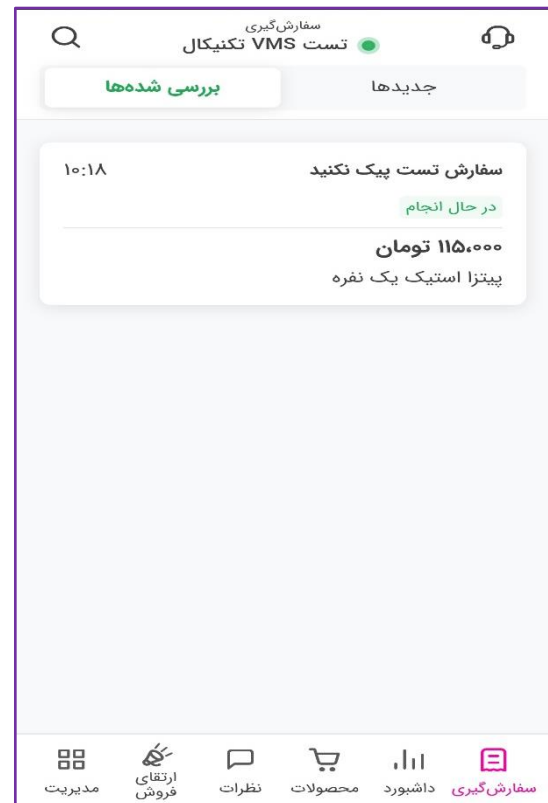 سفارش‌گیری
تست VMS تکنیکال
جدیدها
بررسی شده‌ها
سفارش تست پیک نکنید
۱۰:۱۸
در حال انجام
۱۱۵،۰۰۰ تومان
پیتزا استیک یک نفره
سفارش‌گیری
داشبورد
محصولات
نظرات
ارتقای
فروش
مدیریت